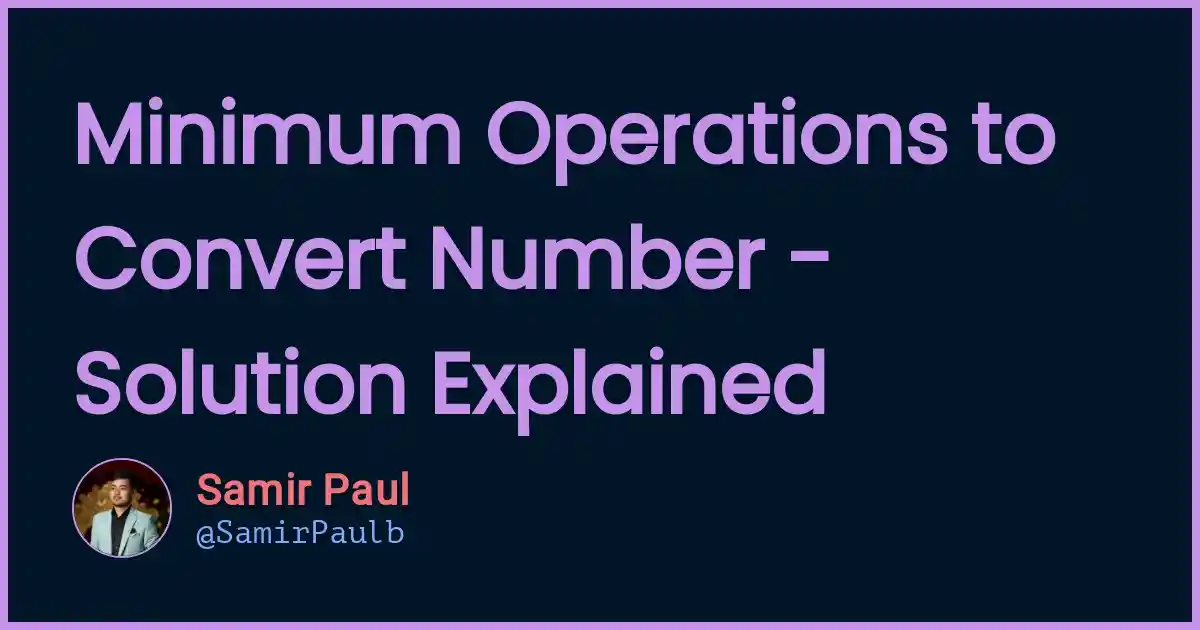 Minimum Operations to
Convert Number -
Solution Explained
Samir Paul
@SamirPaulb